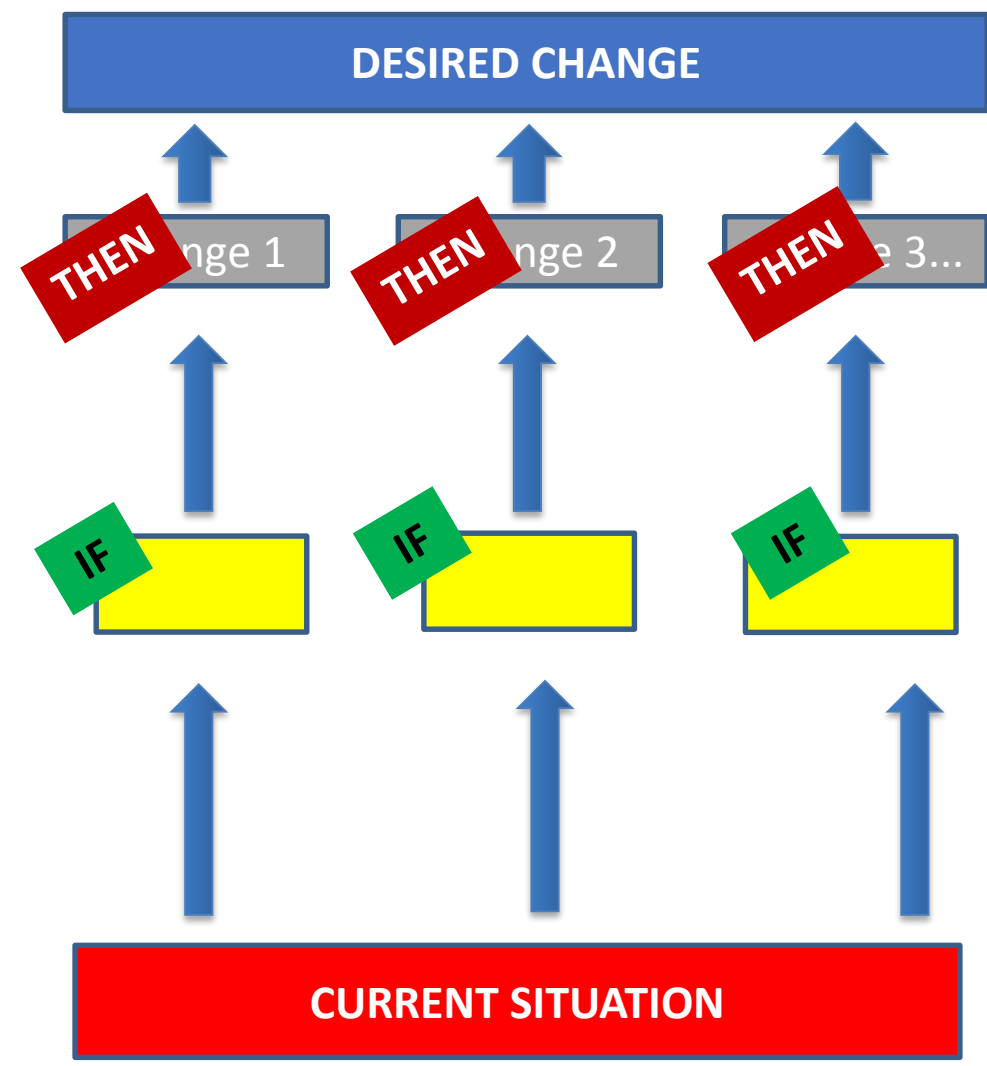 DESIRED CHANGE
THEN
nge 1
THEN
nge 2
THEN
e 3...
IF
IF
IF
CURRENT SITUATION